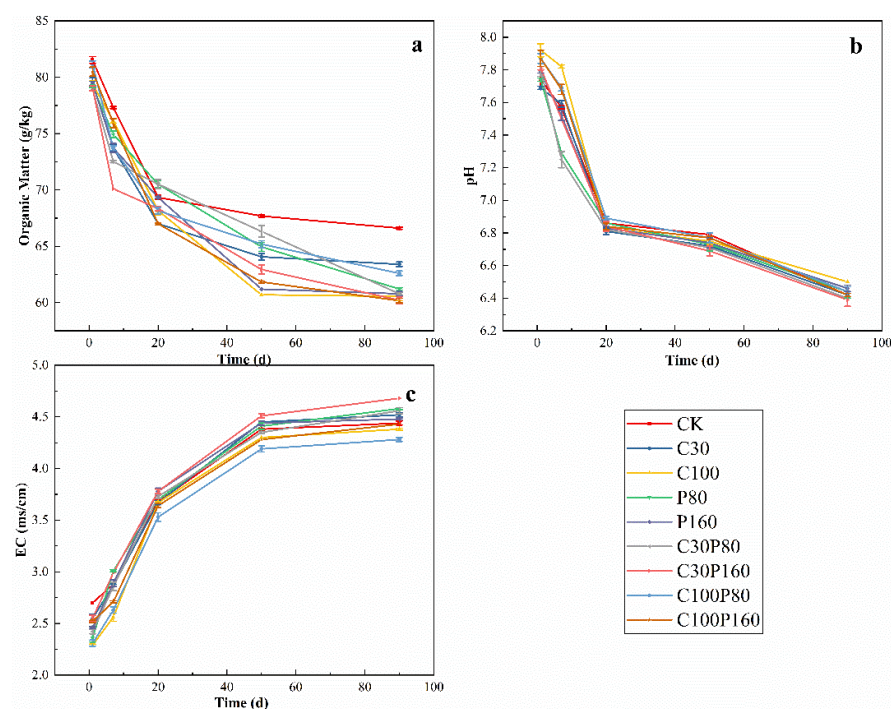 a
Organic Matter (g/kg)
85
80
75
70
65
60
0 20 40 60 80 100
Time (d)
b
pH
8.0
7.8
7.6
7.4
7.2
7.0
6.8
6.6
6.4
6.2
0 20 40 60 80 100
Time (d)
c
EC (ms/cm)
5.0
4.5
4.0
3.5
3.0
2.5
2.0
0 20 40 60 80 100
Time (d)
CK
C30
C100
P80
P160
C30P80
C30P160
C100P80
C100P160